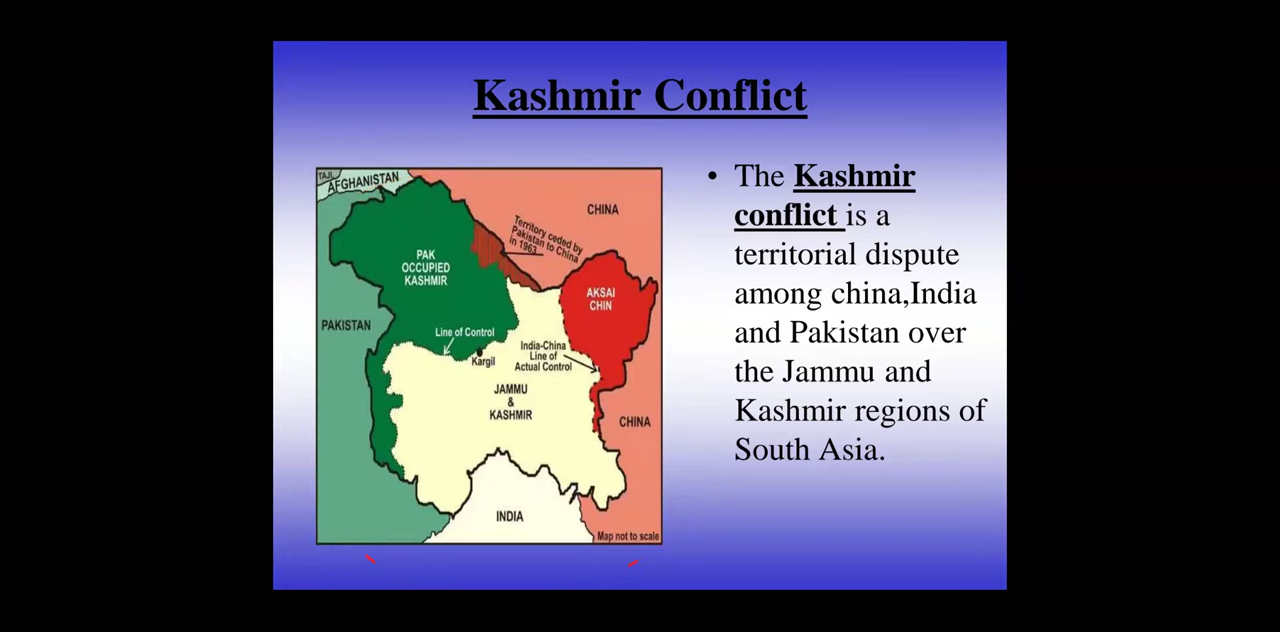 Kashmir Conflict
TAJI.
AFGHANISTAN
CHINA
Territory ceded by
Pakistan to China
in 1963
PAK
OCCUPIED
KASHMIR
AKSAI
CHIN
PAKISTAN
Line of Control
Kargil
India-China
Line of
Actual Control
JAMMU
&
KASHMIR
CHINA
INDIA
Map not to scale
• The Kashmir
conflict is a
territorial dispute
among china,India
and Pakistan over
the Jammu and
Kashmir regions of
South Asia.